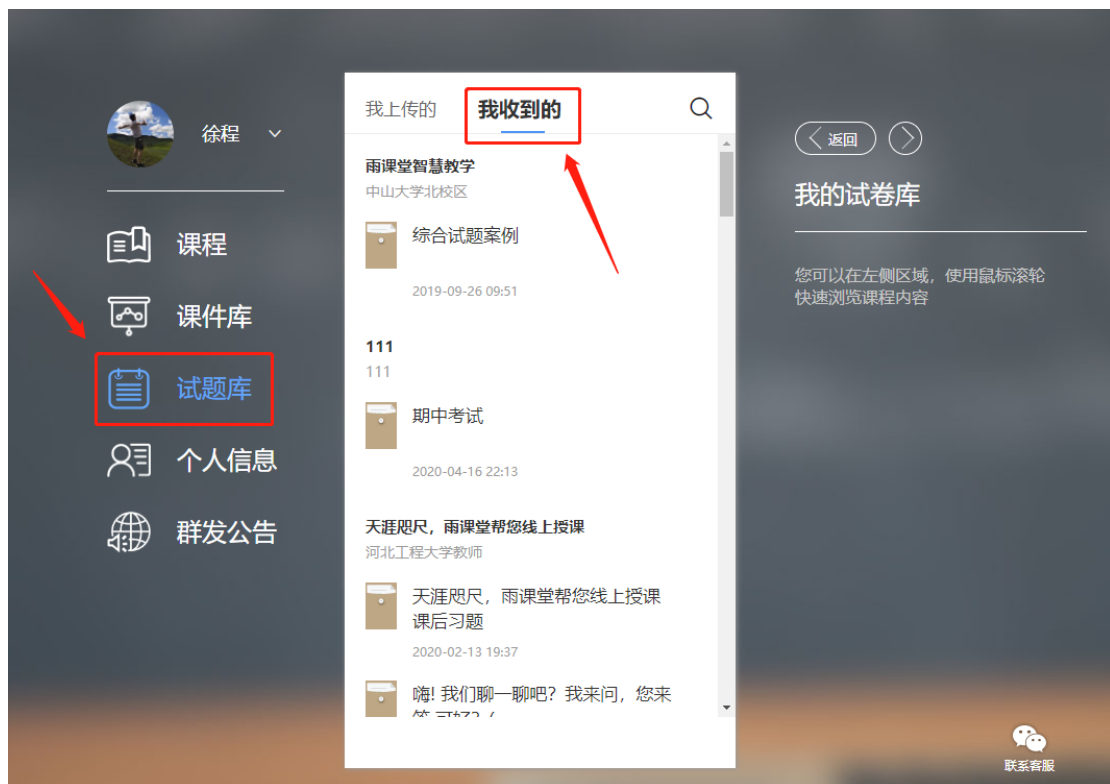 徐程
课程
课件库
试题库
个人信息
群发公告
我上传的
我收到的
雨课堂智慧教学
中山大学北校区
综合试题案例
2019-09-26 09:51
111
111
期中考试
2020-04-16 22:13
天涯咫尺，雨课堂帮您线上授课
河北工程大学教师
天涯咫尺，雨课堂帮您线上授课
课后习题
2020-02-13 19:37
嗨! 我们聊一聊吧？我来问，您来
返回
我的试卷库
您可以在左侧区域，使用鼠标滚轮
快速浏览课程内容
联系客服